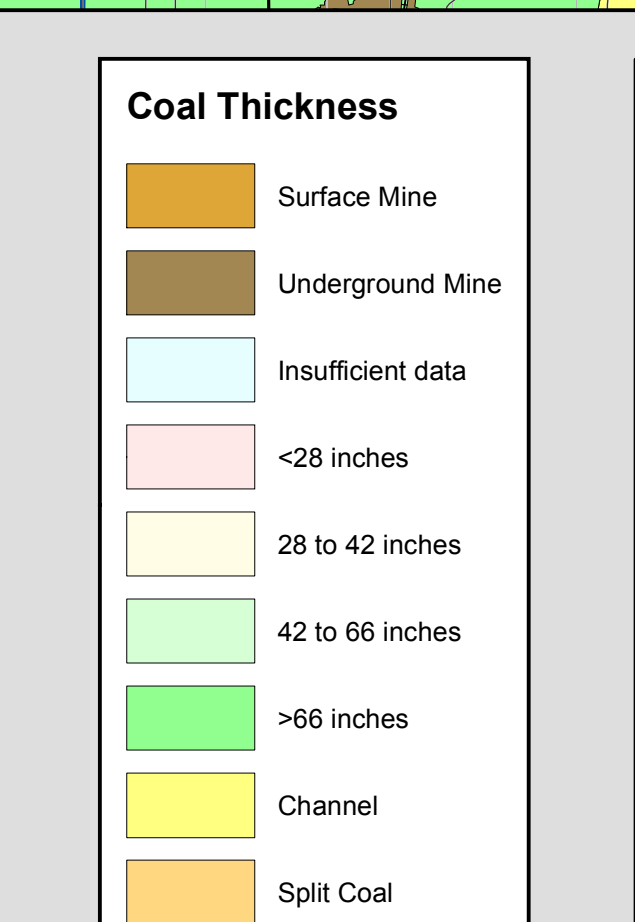 Coal Thickness
Surface Mine
Underground Mine
Insufficient data
<28 inches
28 to 42 inches
42 to 66 inches
>66 inches
Channel
Split Coal